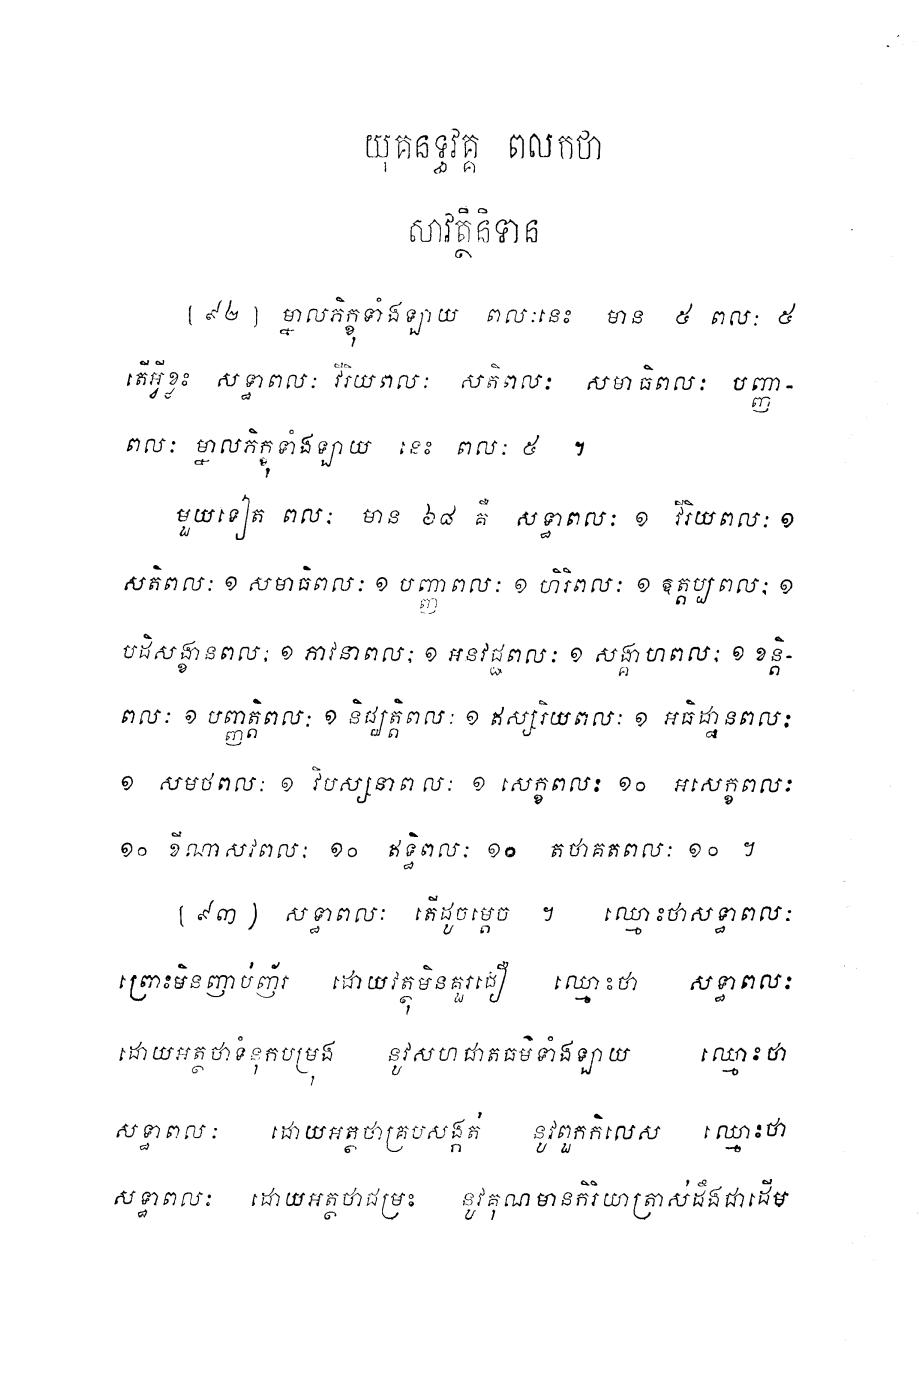 យុគនទ្ធវគ្គ ពលកថា
សាវត្ថីនិទាន
(៩២) ម្នាលភិក្ខុទាំងឡាយ ពលៈនេះ មាន ៥ ពលៈ ៥
តើអ្វីខ្លះ សទ្ធាពលៈ វីរិយពលៈ សតិពលៈ សមាធិពលៈ បញ្ញា-
ពលៈ ម្នាលភិក្ខុទាំងឡាយ នេះ ពលៈ ៥ ។
មួយទៀត ពលៈ មាន ៦៨ គឺ សទ្ធាពលៈ ១ វីរិយពលៈ ១
សតិពលៈ ១ សមាធិពលៈ ១ បញ្ញាពលៈ ១ ហិរិពលៈ ១ ឧត្តប្បពលៈ ១
បដិសង្ខានពលៈ ១ ភាវនាពលៈ ១ អនវជ្ជពលៈ ១ សង្គាហពលៈ ១ ខន្តិ-
ពលៈ ១ បញ្ញត្តិពលៈ ១ និជ្ឈត្តិពលៈ ១ ឥស្សរិយពលៈ ១ អធិដ្ឋានពលៈ
១ សមថពលៈ ១ វិបស្សនាពលៈ ១ សេក្ខពលៈ ១០ អសេក្ខពលៈ
១០ ខីណាសវពលៈ ១០ ឥទ្ធិពលៈ ១០ តថាគតពលៈ ១០ ។
(៩៣) សទ្ធាពលៈ តើដូចម្តេច ។ ឈ្មោះថាសទ្ធាពលៈ
ព្រោះមិនញាប់ញ័រ ដោយវត្ថុមិនគួរជឿ ឈ្មោះថា សទ្ធាពលៈ
ដោយអត្ថថាទំនុកបម្រុង នូវសហជាតធម៌ទាំងឡាយ ឈ្មោះថា
សទ្ធាពលៈ ដោយអត្ថថាគ្របសង្កត់ នូវពួកកិលេស ឈ្មោះថា
សទ្ធាពលៈ ដោយអត្ថថាជម្រះ នូវគុណមានកិរិយាត្រាស់ដឹងជាដើម